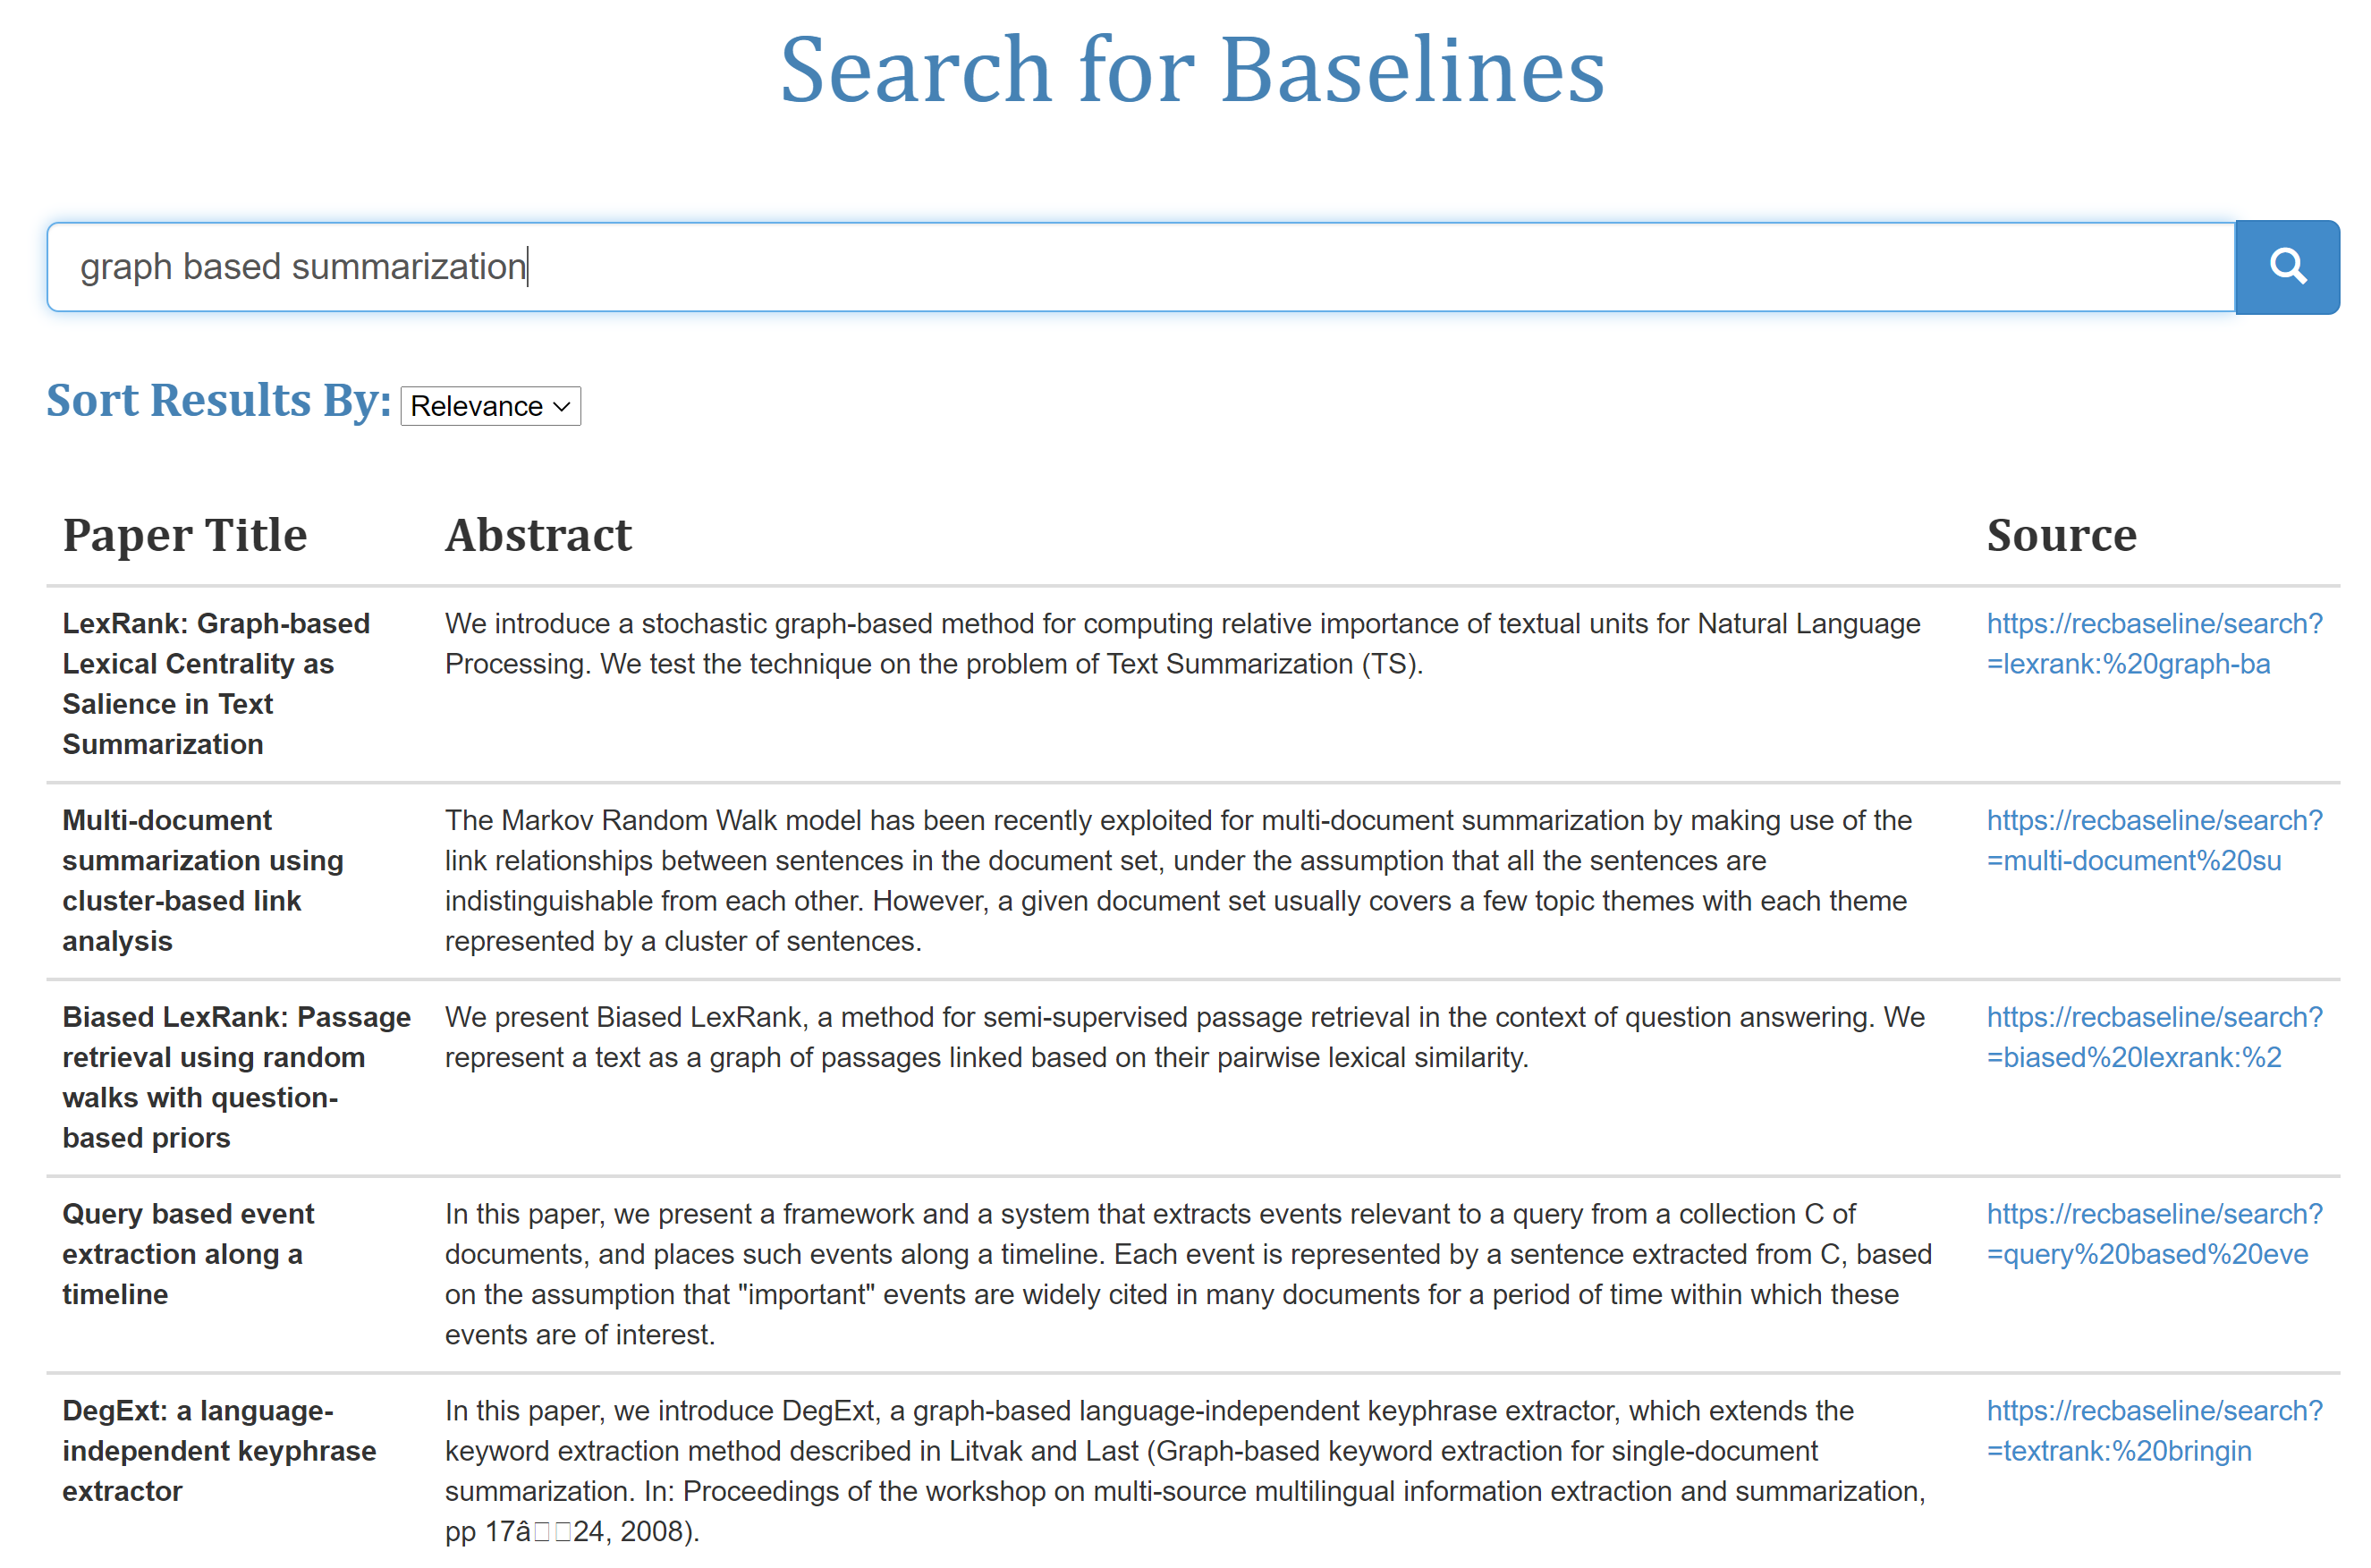 Search for Baselines
graph based summarization
Sort Results By: Relevance
Paper Title Abstract Source
LexRank: Graph-based
Lexical Centrality as
Salience in Text
Summarization
We introduce a stochastic graph-based method for computing relative importance of textual units for Natural Language
Processing. We test the technique on the problem of Text Summarization (TS).
https://recbaseline/search?
=lexrank:%20graph-ba
Multi-document
summarization using
cluster-based link
analysis
The Markov Random Walk model has been recently exploited for multi-document summarization by making use of the
link relationships between sentences in the document set, under the assumption that all the sentences are
indistinguishable from each other. However, a given document set usually covers a few topic themes with each theme
represented by a cluster of sentences.
https://recbaseline/search?
=multi-document%20su
Biased LexRank: Passage
retrieval using random
walks with question-
based priors
We present Biased LexRank, a method for semi-supervised passage retrieval in the context of question answering. We
represent a text as a graph of passages linked based on their pairwise lexical similarity.
https://recbaseline/search?
=biased%20lexrank:%2
Query based event
extraction along a
timeline
In this paper, we present a framework and a system that extracts events relevant to a query from a collection C of
documents, and places such events along a timeline. Each event is represented by a sentence extracted from C, based
on the assumption that "important" events are widely cited in many documents for a period of time within which these
events are of interest.
https://recbaseline/search?
=query%20based%20eve
DegExt: a language-
independent keyphrase
extractor
In this paper, we introduce DegExt, a graph-based language-independent keyphrase extractor, which extends the
keyword extraction method described in Litvak and Last (Graph-based keyword extraction for single-document
summarization. In: Proceedings of the workshop on multi-source multilingual information extraction and summarization,
pp 17â□□24, 2008).
https://recbaseline/search?
=textrank:%20bringin